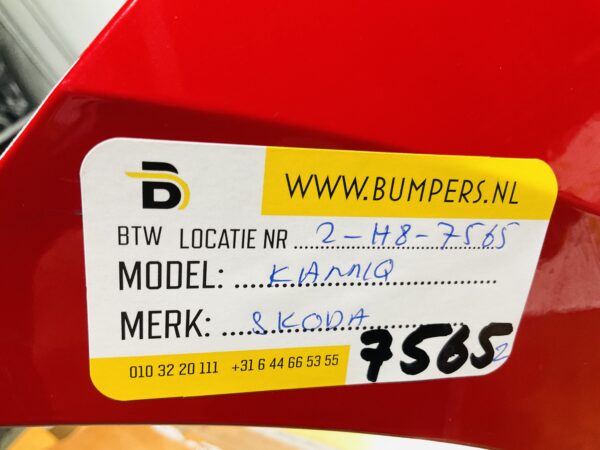 WWW.BUMPERS.NL
BTW LOCATIE NR 2-H8-7565
MODEL: KAMIQ
MERK: SKODA
010 32 20 111 +31 6 44 66 53 55
7565 2